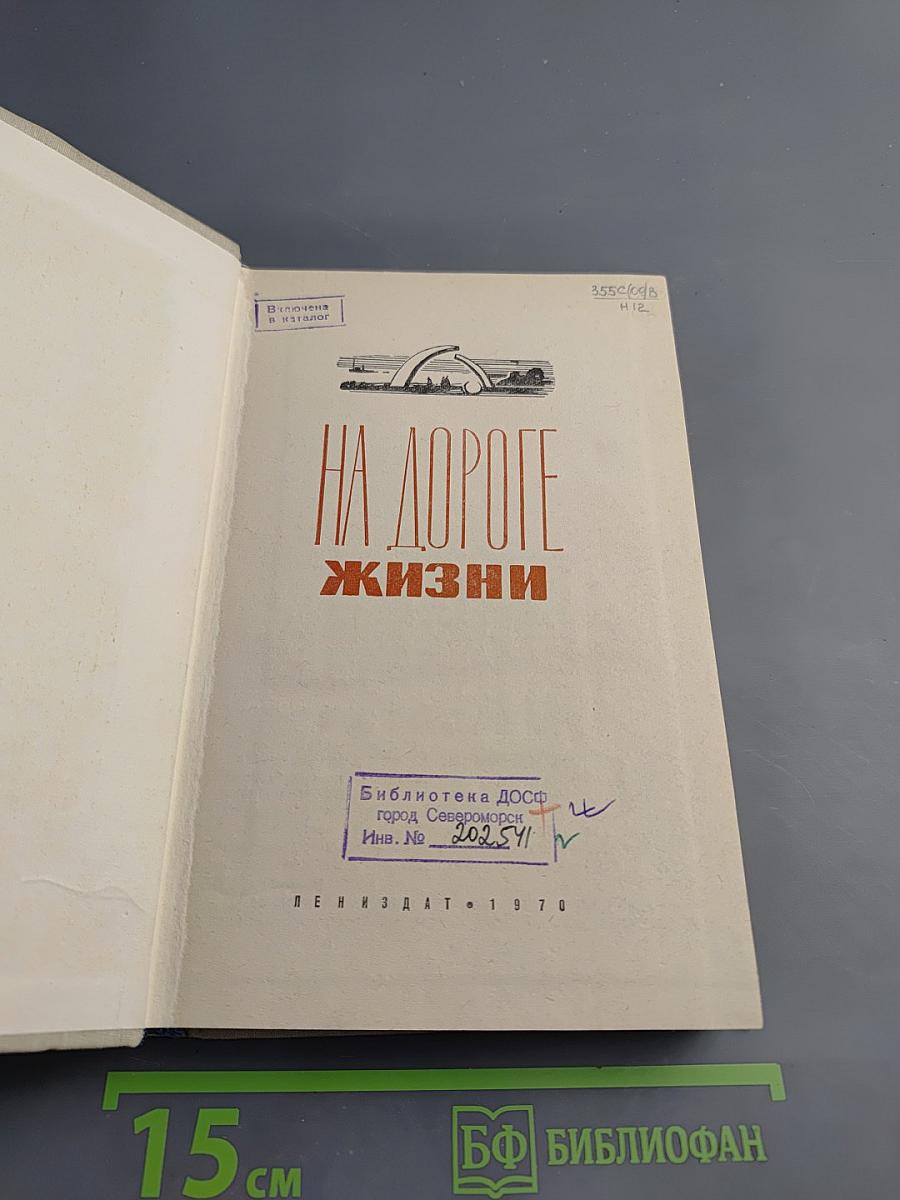 Включена
в каталог
355С(09)В
Н12
НА ДОРОГЕ
ЖИЗНИ
Библиотека ДОСФ
город Североморск
Инв. № 202541
ЛЕНИЗДАТ • 1970
15 см
БФ БИБЛИОФАН